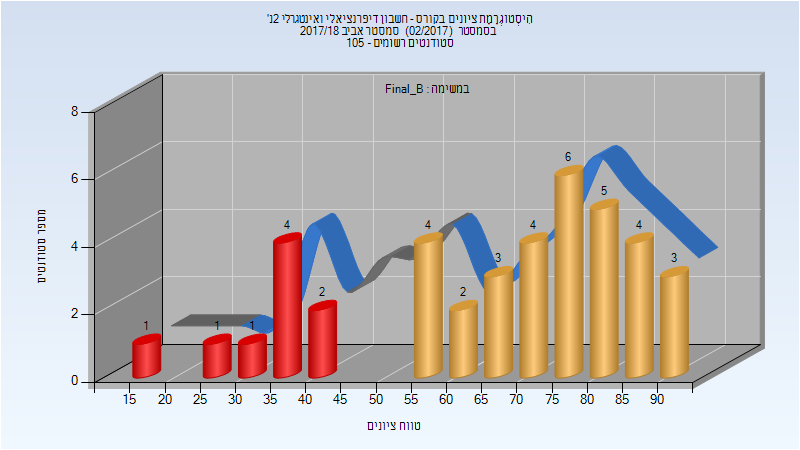 היסטוגרמת ציונים בקורס - חשבון דיפרנציאלי ואינטגרלי 2נ'
בסמסטר (02/2017) סמסטר אביב 2017/18
סטודנטים רשומים - 105
במשימה : Final_B
מספר סטודנטים
8
6
4
2
0
1
1
1
4
2
4
2
3
4
6
5
4
3
15 20 25 30 35 40 45 50 55 60 65 70 75 80 85 90
טווח ציונים